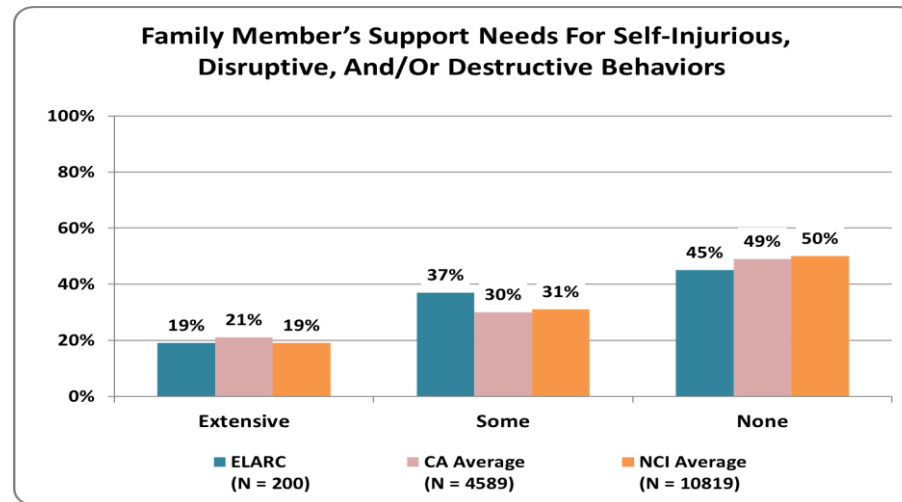 Family Member's Support Needs For Self-Injurious,
Disruptive, And/Or Destructive Behaviors
100%
80%
60%
40%
20%
0%
19%
21%
19%
37%
30%
31%
45%
49%
50%
Extensive
Some
None
ELARC
(N = 200)
CA Average
(N = 4589)
NCI Average
(N = 10819)